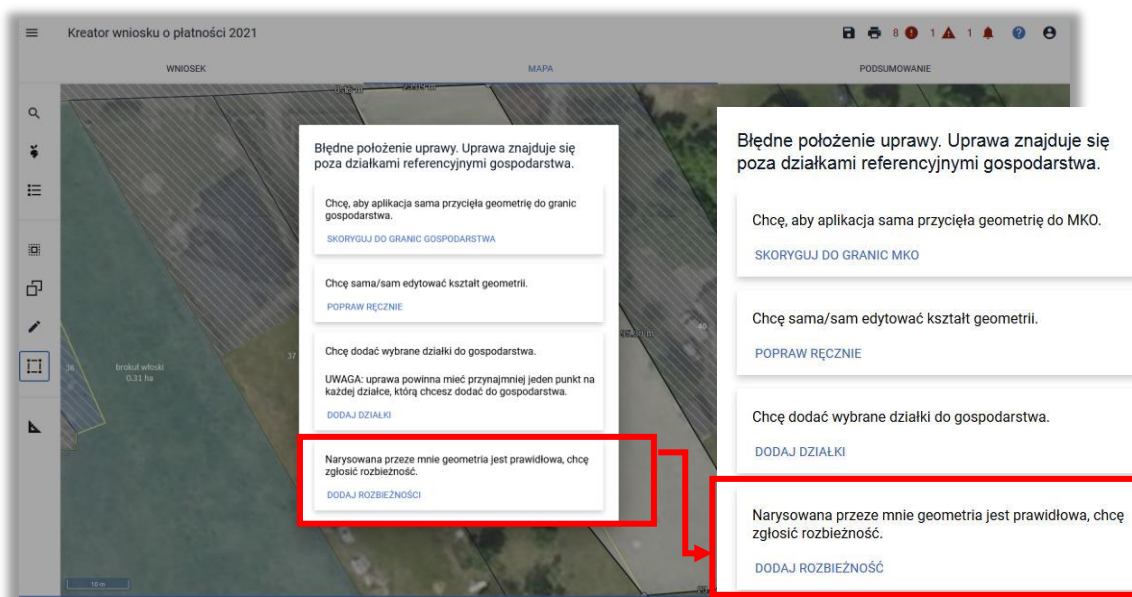 Kreator wniosku o płatności 2021
8 1 1
WNIOSEK
MAPA
PODSUMOWANIE
Błędne położenie uprawy. Uprawa znajduje się
poza działkami referencyjnymi gospodarstwa.
Chcę, aby aplikacja sama przycięła geometrię do granic
gospodarstwa.
SKORYGUJ DO GRANIC GOSPODARSTWA
Chcę sama/sam edytować kształt geometrii.
POPRAW RĘCZNIE
Chcę dodać wybrane działki do gospodarstwa.
UWAGA: uprawa powinna mieć przynajmniej jeden punkt na
każdej działce, którą chcesz dodać do gospodarstwa.
DODAJ DZIAŁKI
Narysowana przeze mnie geometria jest prawidłowa, chcę
zgłosić rozbieżność.
DODAJ ROZBIEŻNOŚCI
36
brokuł włoski
0.31 ha
37
40
10 m
Błędne położenie uprawy. Uprawa znajduje się
poza działkami referencyjnymi gospodarstwa.
Chcę, aby aplikacja sama przycięła geometrię do MKO.
SKORYGUJ DO GRANIC MKO
Chcę sama/sam edytować kształt geometrii.
POPRAW RĘCZNIE
Chcę dodać wybrane działki do gospodarstwa.
DODAJ DZIAŁKI
Narysowana przeze mnie geometria jest prawidłowa, chcę
zgłosić rozbieżność.
DODAJ ROZBIEŻNOŚĆ